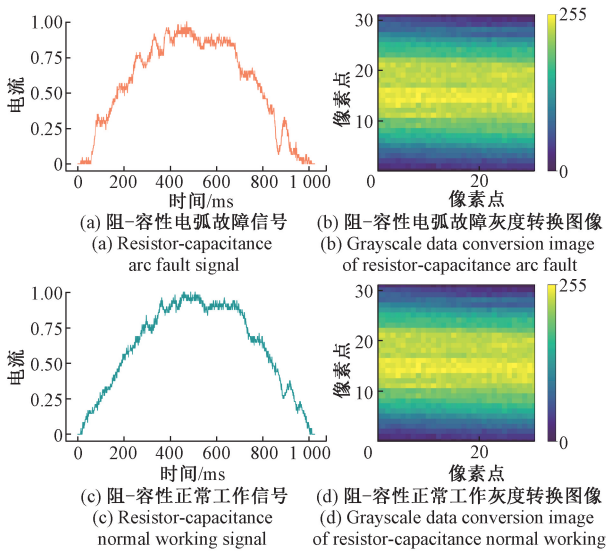 1.00
0.75
0.50
0.25
0
电流
0 200 400 600 800 1 000
时间/ms
(a) 阻-容性电弧故障信号
(a) Resistor-capacitance
arc fault signal
30
20
10
0
像素点
20
像素点
255
0
(b) 阻-容性电弧故障灰度转换图像
(b) Grayscale data conversion image
of resistor-capacitance arc fault
1.00
0.75
0.50
0.25
0
电流
0 200 400 600 800 1 000
时间/ms
(c) 阻-容性正常工作信号
(c) Resistor-capacitance
normal working signal
30
20
10
像素点
20
像素点
255
0
(d) 阻-容性正常工作灰度转换图像
(d) Grayscale data conversion image
of resistor-capacitance normal working